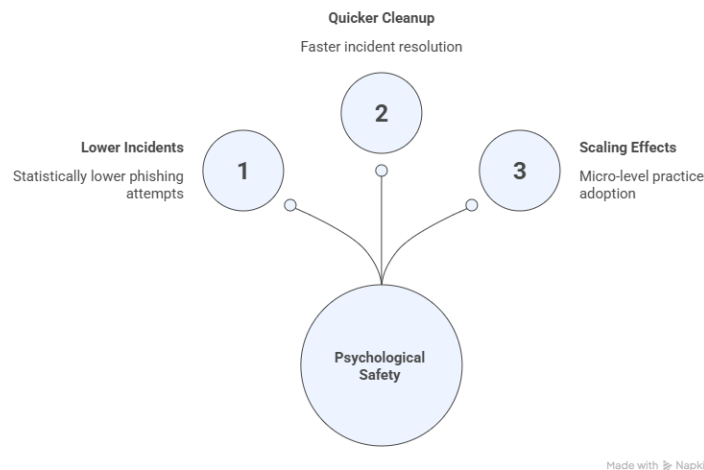 Quicker Cleanup
Faster incident resolution
2
Lower Incidents
Statistically lower phishing
attempts
1
3
Scaling Effects
Micro-level practice
adoption
Psychological
Safety
Made with Napki